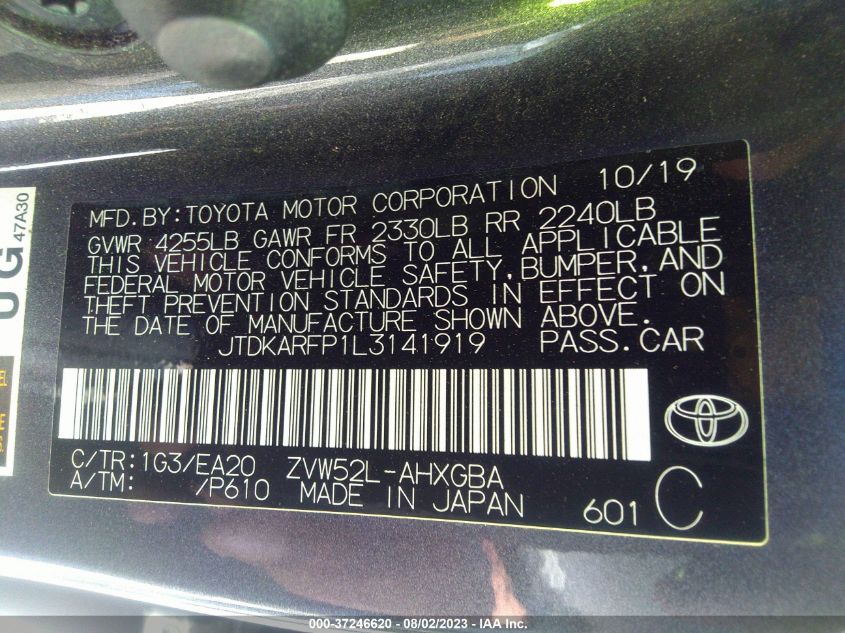 47A30
UG
MFD. BY: TOYOTA MOTOR CORPORATION 10/19
GVWR 4255LB GAWR FR 2330LB RR 2240LB
THIS VEHICLE CONFORMS TO ALL APPLICABLE
FEDERAL MOTOR VEHICLE SAFETY, BUMPER, AND
THEFT PREVENTION STANDARDS IN EFFECT ON
THE DATE OF MANUFACTURE SHOWN ABOVE.
JTDKARFP1L3141919 PASS. CAR
C/TR: 1G3/EA20 ZVW52L-AHXGBA
A/TM: /P610 MADE IN JAPAN 601 C
000-37246620 - 08/02/2023 - IAA Inc.